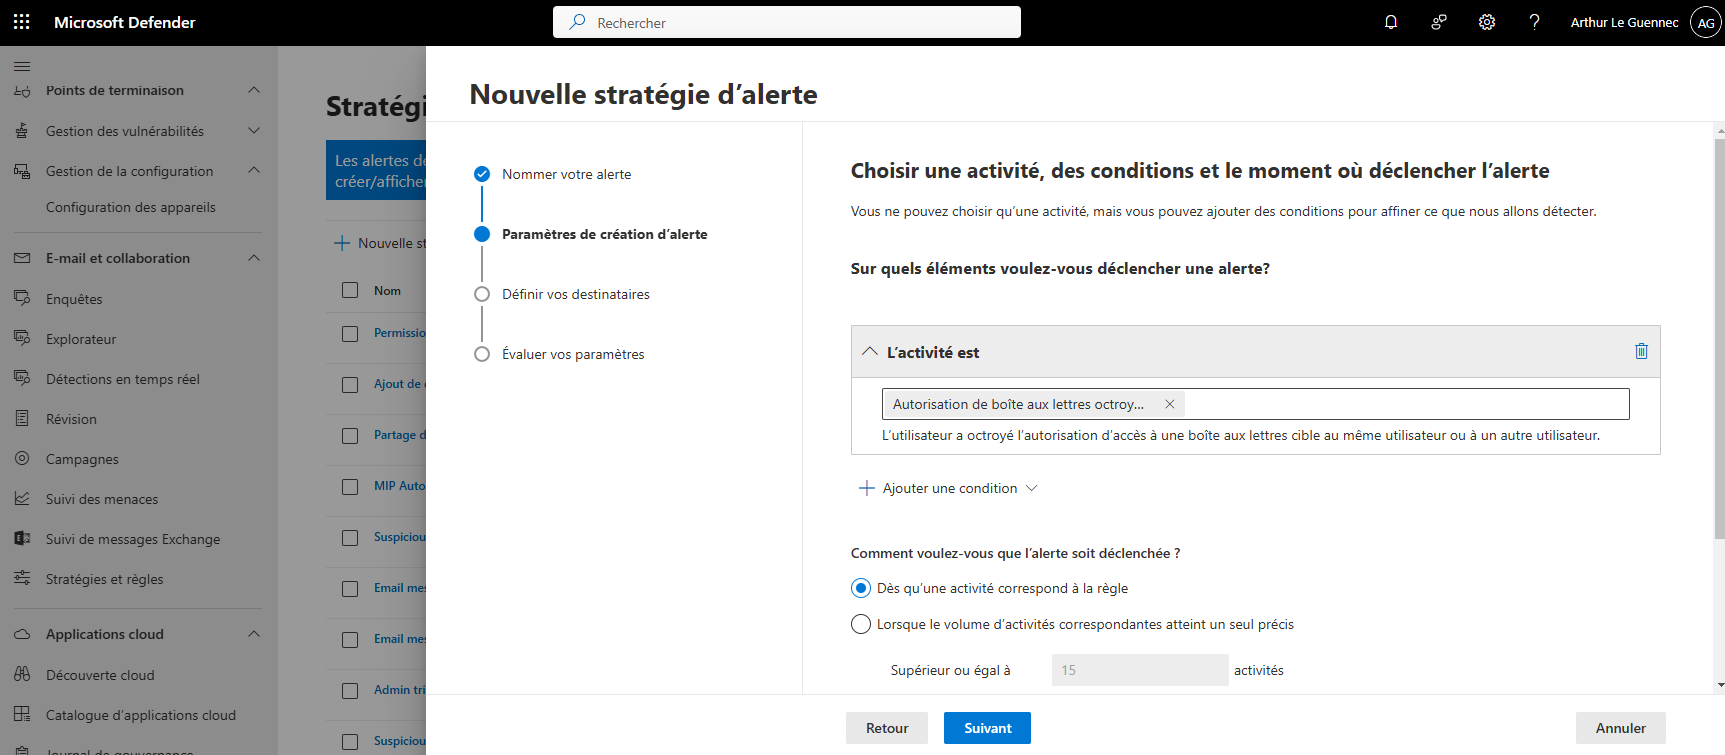 Microsoft Defender
Rechercher
Arthur Le Guennec
AG
Points de terminaison
Gestion des vulnérabilités
Gestion de la configuration
Configuration des appareils
E-mail et collaboration
Enquêtes
Explorateur
Détections en temps réel
Révision
Campagnes
Suivi des menaces
Suivi de messages Exchange
Stratégies et règles
Applications cloud
Découverte cloud
Catalogue d'applications cloud
Journal de gouvernance
Stratégi
Les alertes de
créer/afficher
Nouvelle st
Nom
Permissio
Ajout de
Partage d
MIP Auto
Suspiciou
Email mes
Email mes
Admin tri
Suspiciou
Nouvelle stratégie d’alerte
Nommer votre alerte
Paramètres de création d’alerte
Définir vos destinataires
Évaluer vos paramètres
Choisir une activité, des conditions et le moment où déclencher l’alerte
Vous ne pouvez choisir qu’une activité, mais vous pouvez ajouter des conditions pour affiner ce que nous allons détecter.
Sur quels éléments voulez-vous déclencher une alerte?
L’activité est
Autorisation de boîte aux lettres octroy...
L’utilisateur a octroyé l’autorisation d’accès à une boîte aux lettres cible au même utilisateur ou à un autre utilisateur.
Ajouter une condition
Comment voulez-vous que l’alerte soit déclenchée ?
Dès qu’une activité correspond à la règle
Lorsque le volume d’activités correspondantes atteint un seul précis
Supérieur ou égal à
15
activités
Retour
Suivant
Annuler